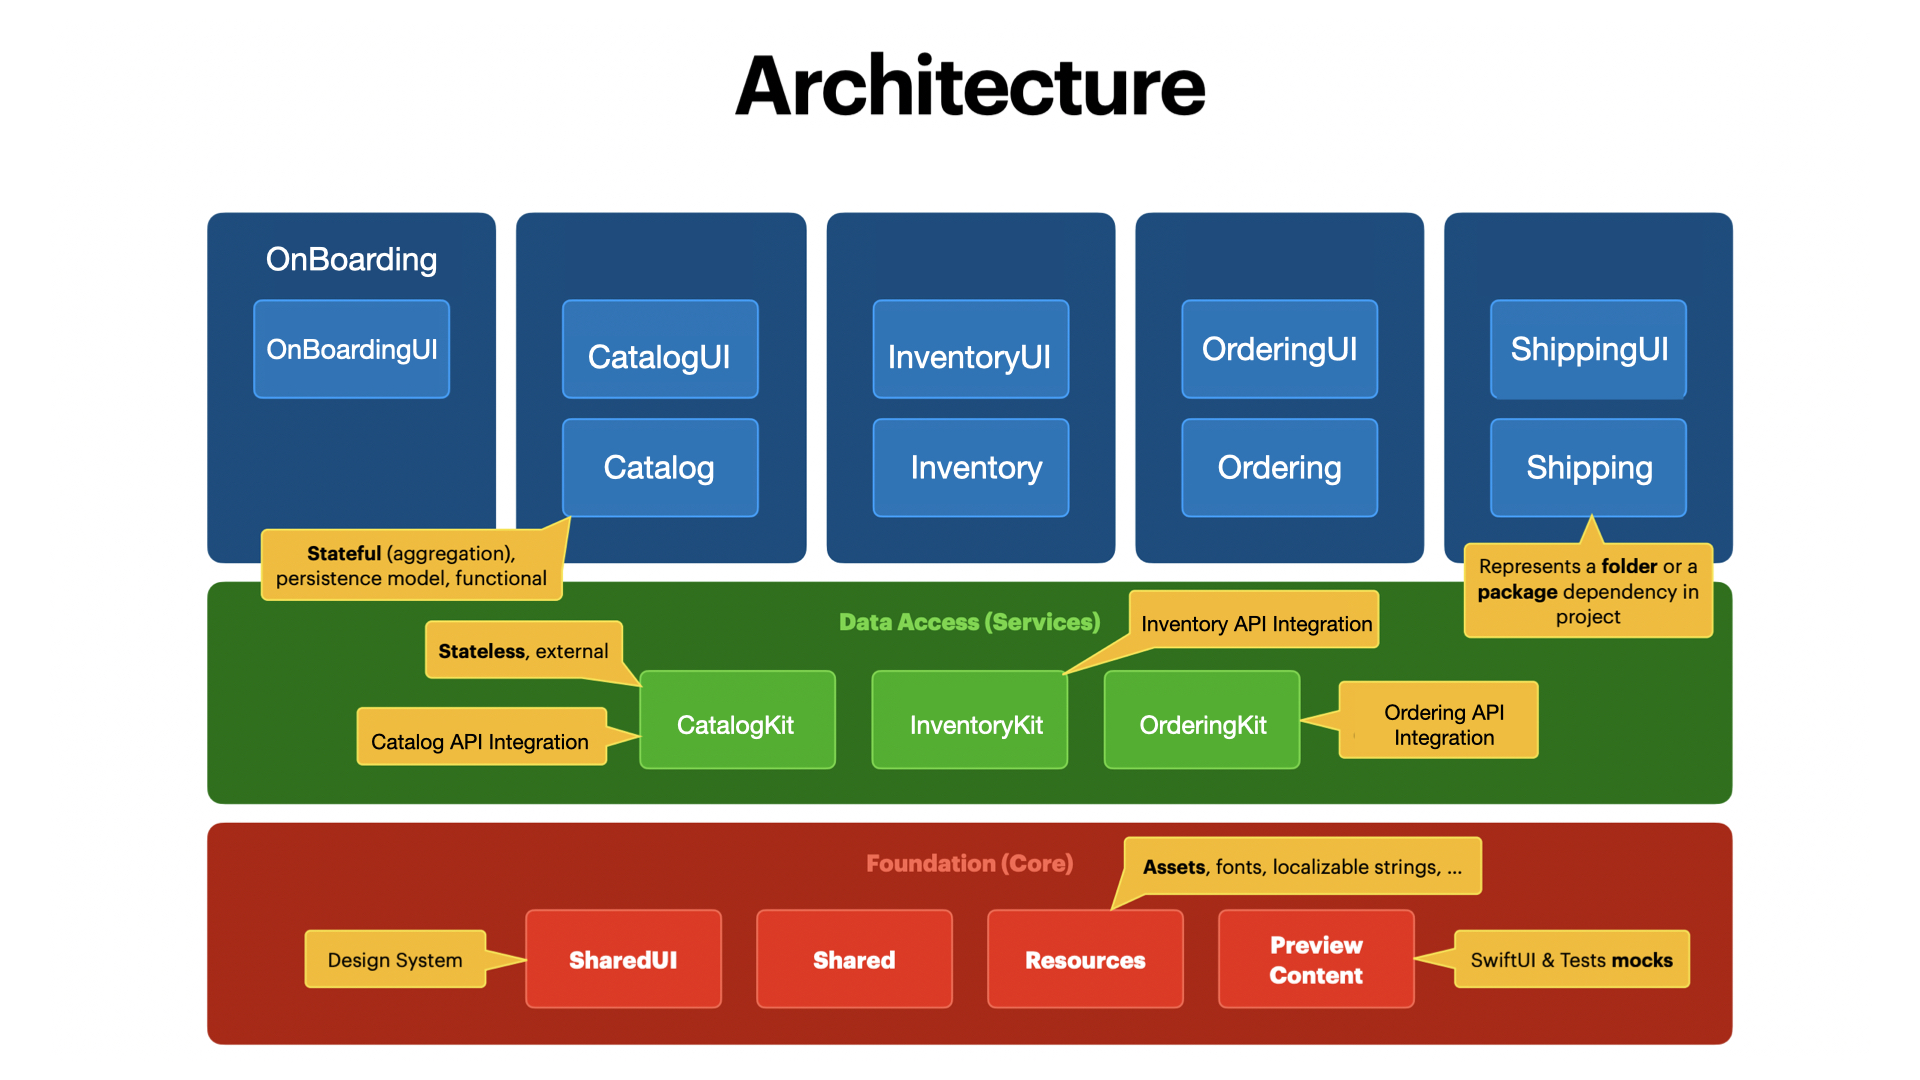 Architecture
OnBoarding
OnBoardingUI
CatalogUI
InventoryUI
OrderingUI
ShippingUI
Catalog
Inventory
Ordering
Shipping
Stateful (aggregation),
persistence model, functional
Represents a folder or a
package dependency in
project
Data Access (Services)
Inventory API Integration
Stateless, external
Catalog API Integration
CatalogKit
InventoryKit
OrderingKit
Ordering API
Integration
Foundation (Core)
Assets, fonts, localizable strings, ...
Design System
SharedUI
Shared
Resources
Preview
Content
SwiftUI & Tests mocks